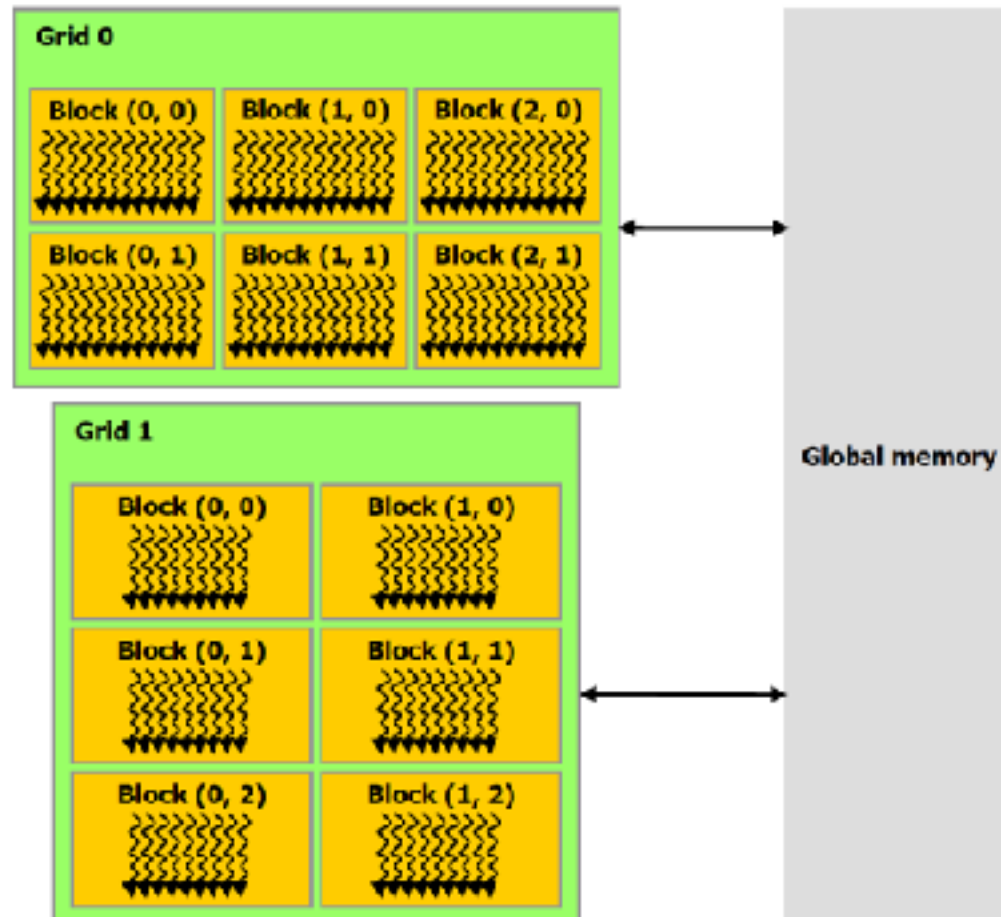 Grid 0
Block (0, 0) Block (1, 0) Block (2, 0)
Block (0, 1) Block (1, 1) Block (2, 1)
Grid 1
Global memory
Block (0, 0) Block (1, 0)
Block (0, 1) Block (1, 1)
Block (0, 2) Block (1, 2)